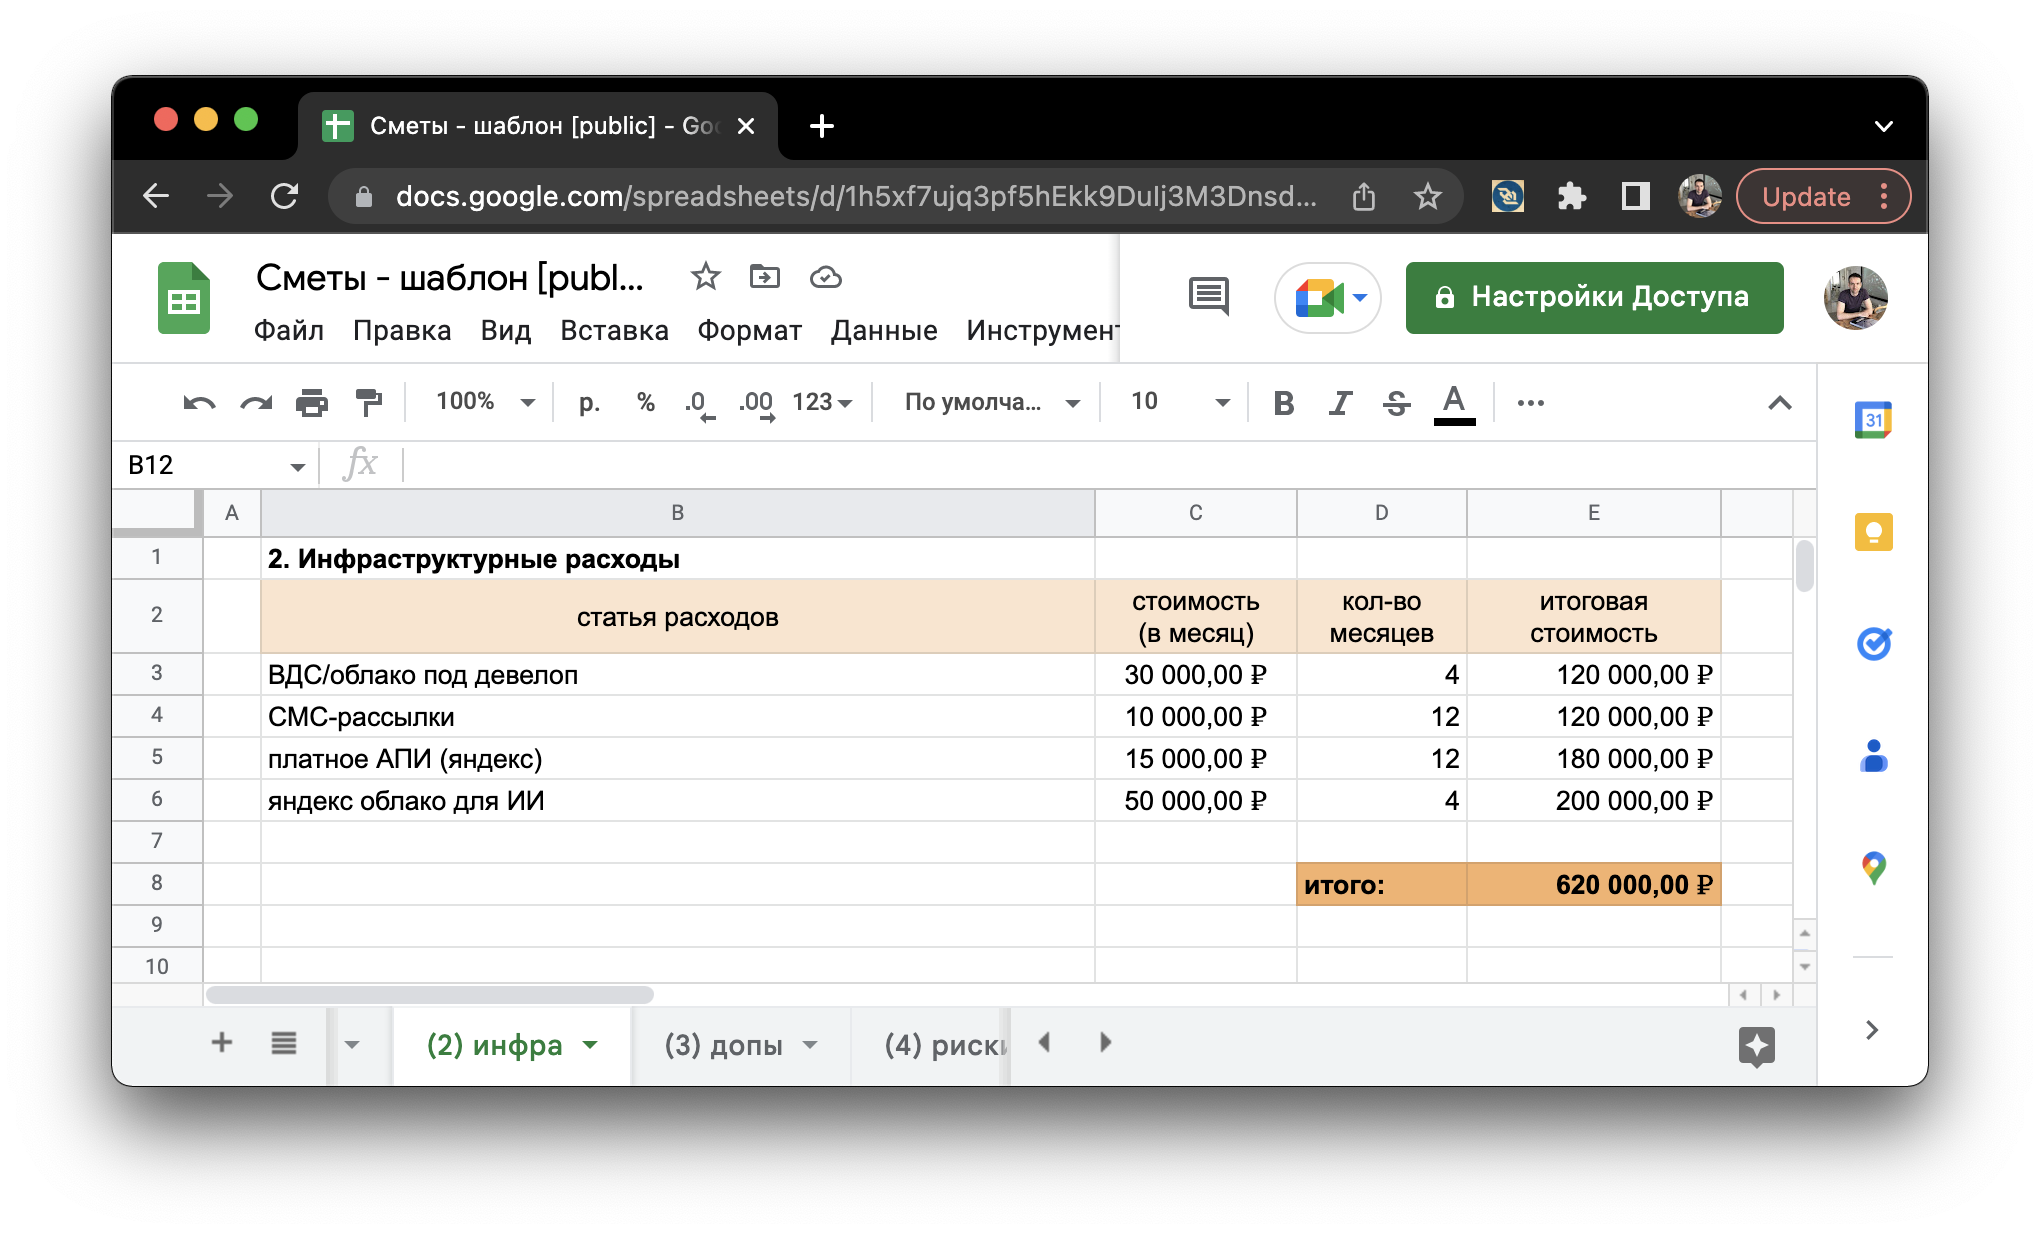 Сметы - шаблон [public] - Goo
docs.google.com/spreadsheets/d/1h5xf7ujq3pf5hEkk9DuIj3M3Dnsd...
Update
Сметы - шаблон [publ...
Файл Правка Вид Вставка Формат Данные Инструмент
Настройки Доступа
100% р. % .0 .00 123 По умолча... 10 B I S A ...
31
B12 fx
A B C D E
1 2. Инфраструктурные расходы
2 статья расходов стоимость (в месяц) кол-во месяцев итоговая стоимость
3 ВДС/облако под девелоп 30 000,00 ₽ 4 120 000,00 ₽
4 СМС-рассылки 10 000,00 ₽ 12 120 000,00 ₽
5 платное АПИ (яндекс) 15 000,00 ₽ 12 180 000,00 ₽
6 яндекс облако для ИИ 50 000,00 ₽ 4 200 000,00 ₽
7
8 итого: 620 000,00 ₽
9
10
(2) инфра (3) допы (4) риски